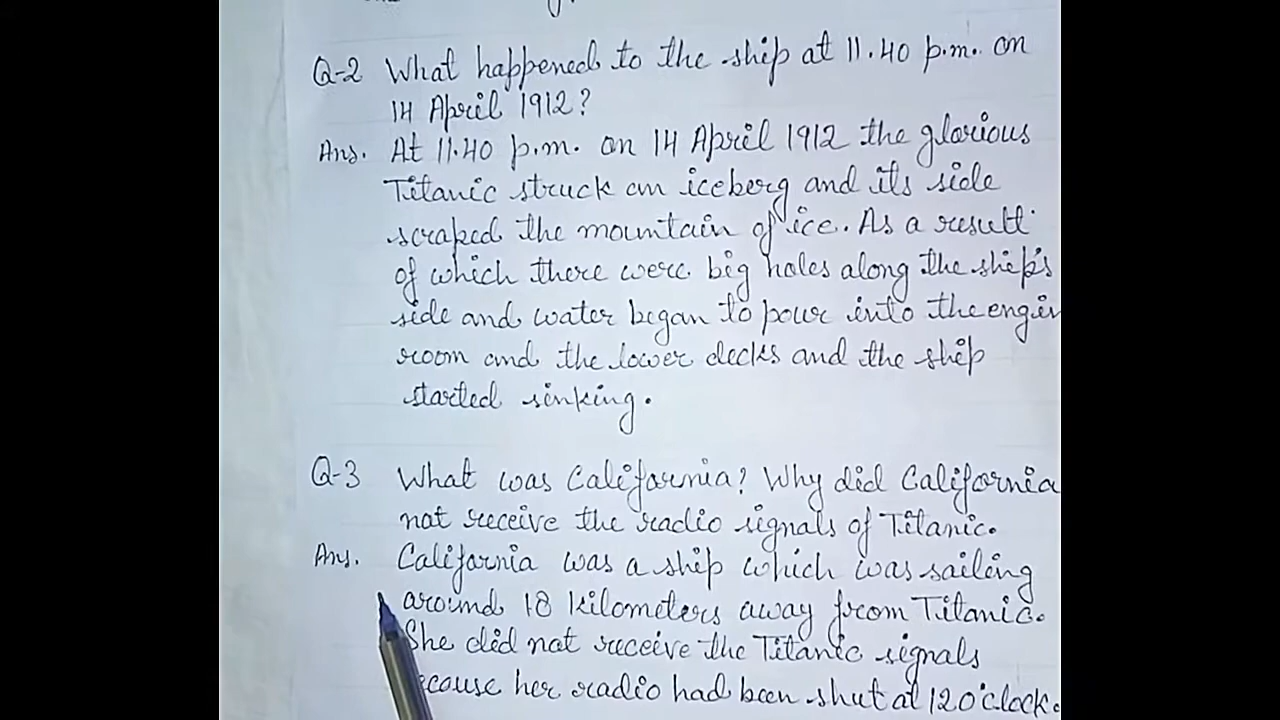 Q-2 What happened to the ship at 11.40 p.m. on
14 April 1912?
Ans. At 11.40 p.m. on 14 April 1912 the glorious
Titanic struck an iceberg and its side
scraped the mountain of ice. As a result
of which there were big holes along the ship's
side and water began to pour into the engin
room and the lower decks and the ship
started sinking.
Q-3 What was California? Why did California
not receive the radio signals of Titanic.
Ans. California was a ship which was sailing
around 18 kilometers away from Titanic.
She did not receive the Titanic signals
ecause her radio had been shut at 12 O'clock.